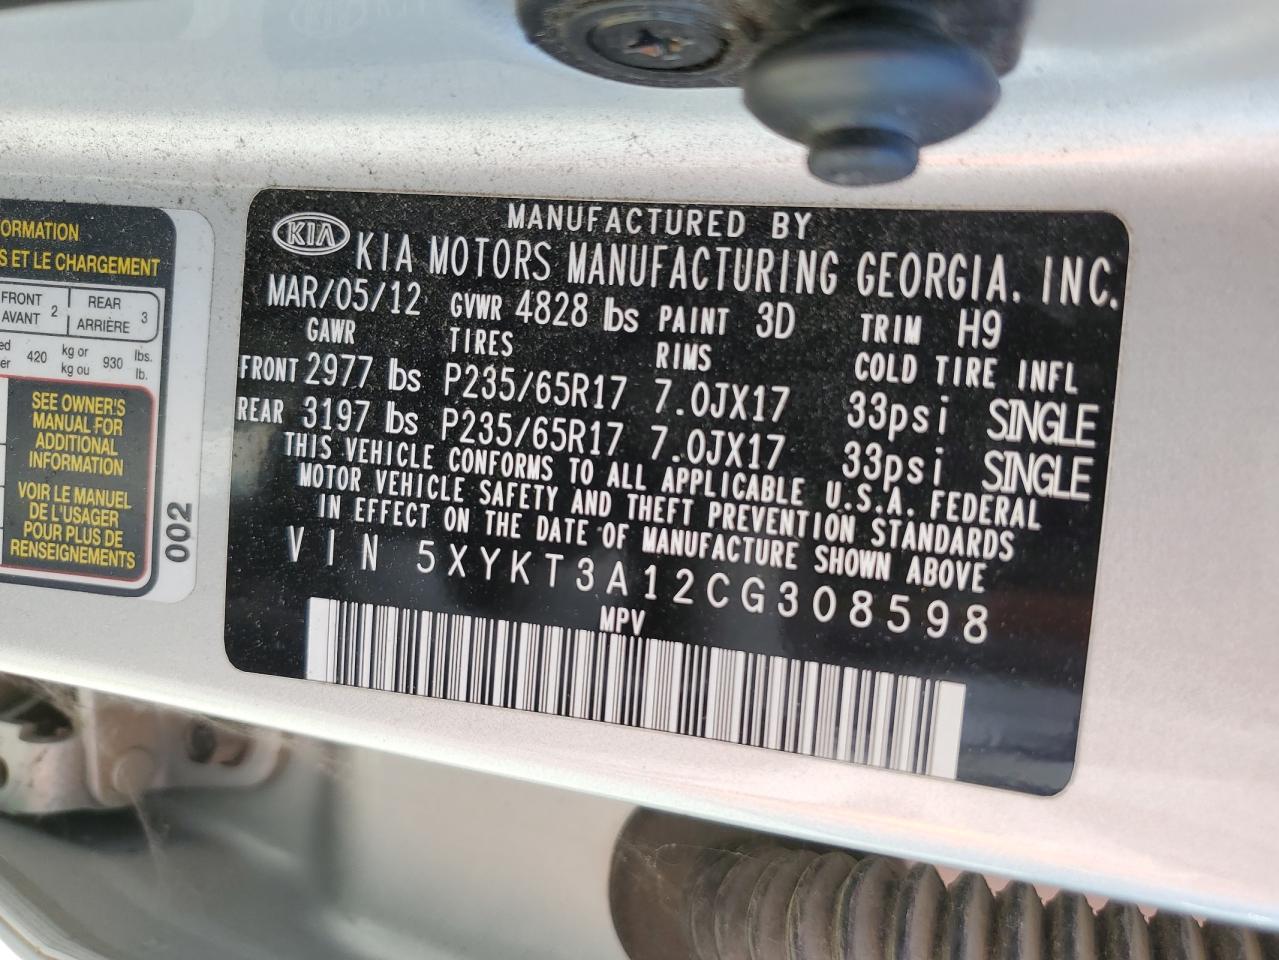 ORMATION
S ET LE CHARGEMENT
FRONT 2 REAR 3
AVANT ARRIÈRE
420 kg or 930 lbs.
kg ou lb.
SEE OWNER'S
MANUAL FOR
ADDITIONAL
INFORMATION
VOIR LE MANUEL
DE L'USAGER
POUR PLUS DE
RENSEIGNEMENTS
002
KIA
MANUFACTURED BY
KIA MOTORS MANUFACTURING GEORGIA. INC.
MAR/05/12 GVWR 4828 lbs PAINT 3D TRIM H9
GAWR TIRES RIMS COLD TIRE INFL
FRONT 2977 lbs P235/65R17 7.0JX17 33psi SINGLE
REAR 3197 lbs P235/65R17 7.0JX17 33psi SINGLE
THIS VEHICLE CONFORMS TO ALL APPLICABLE U.S.A. FEDERAL
MOTOR VEHICLE SAFETY AND THEFT PREVENTION STANDARDS
IN EFFECT ON THE DATE OF MANUFACTURE SHOWN ABOVE
VIN 5XYKT3A12CG308598
MPV